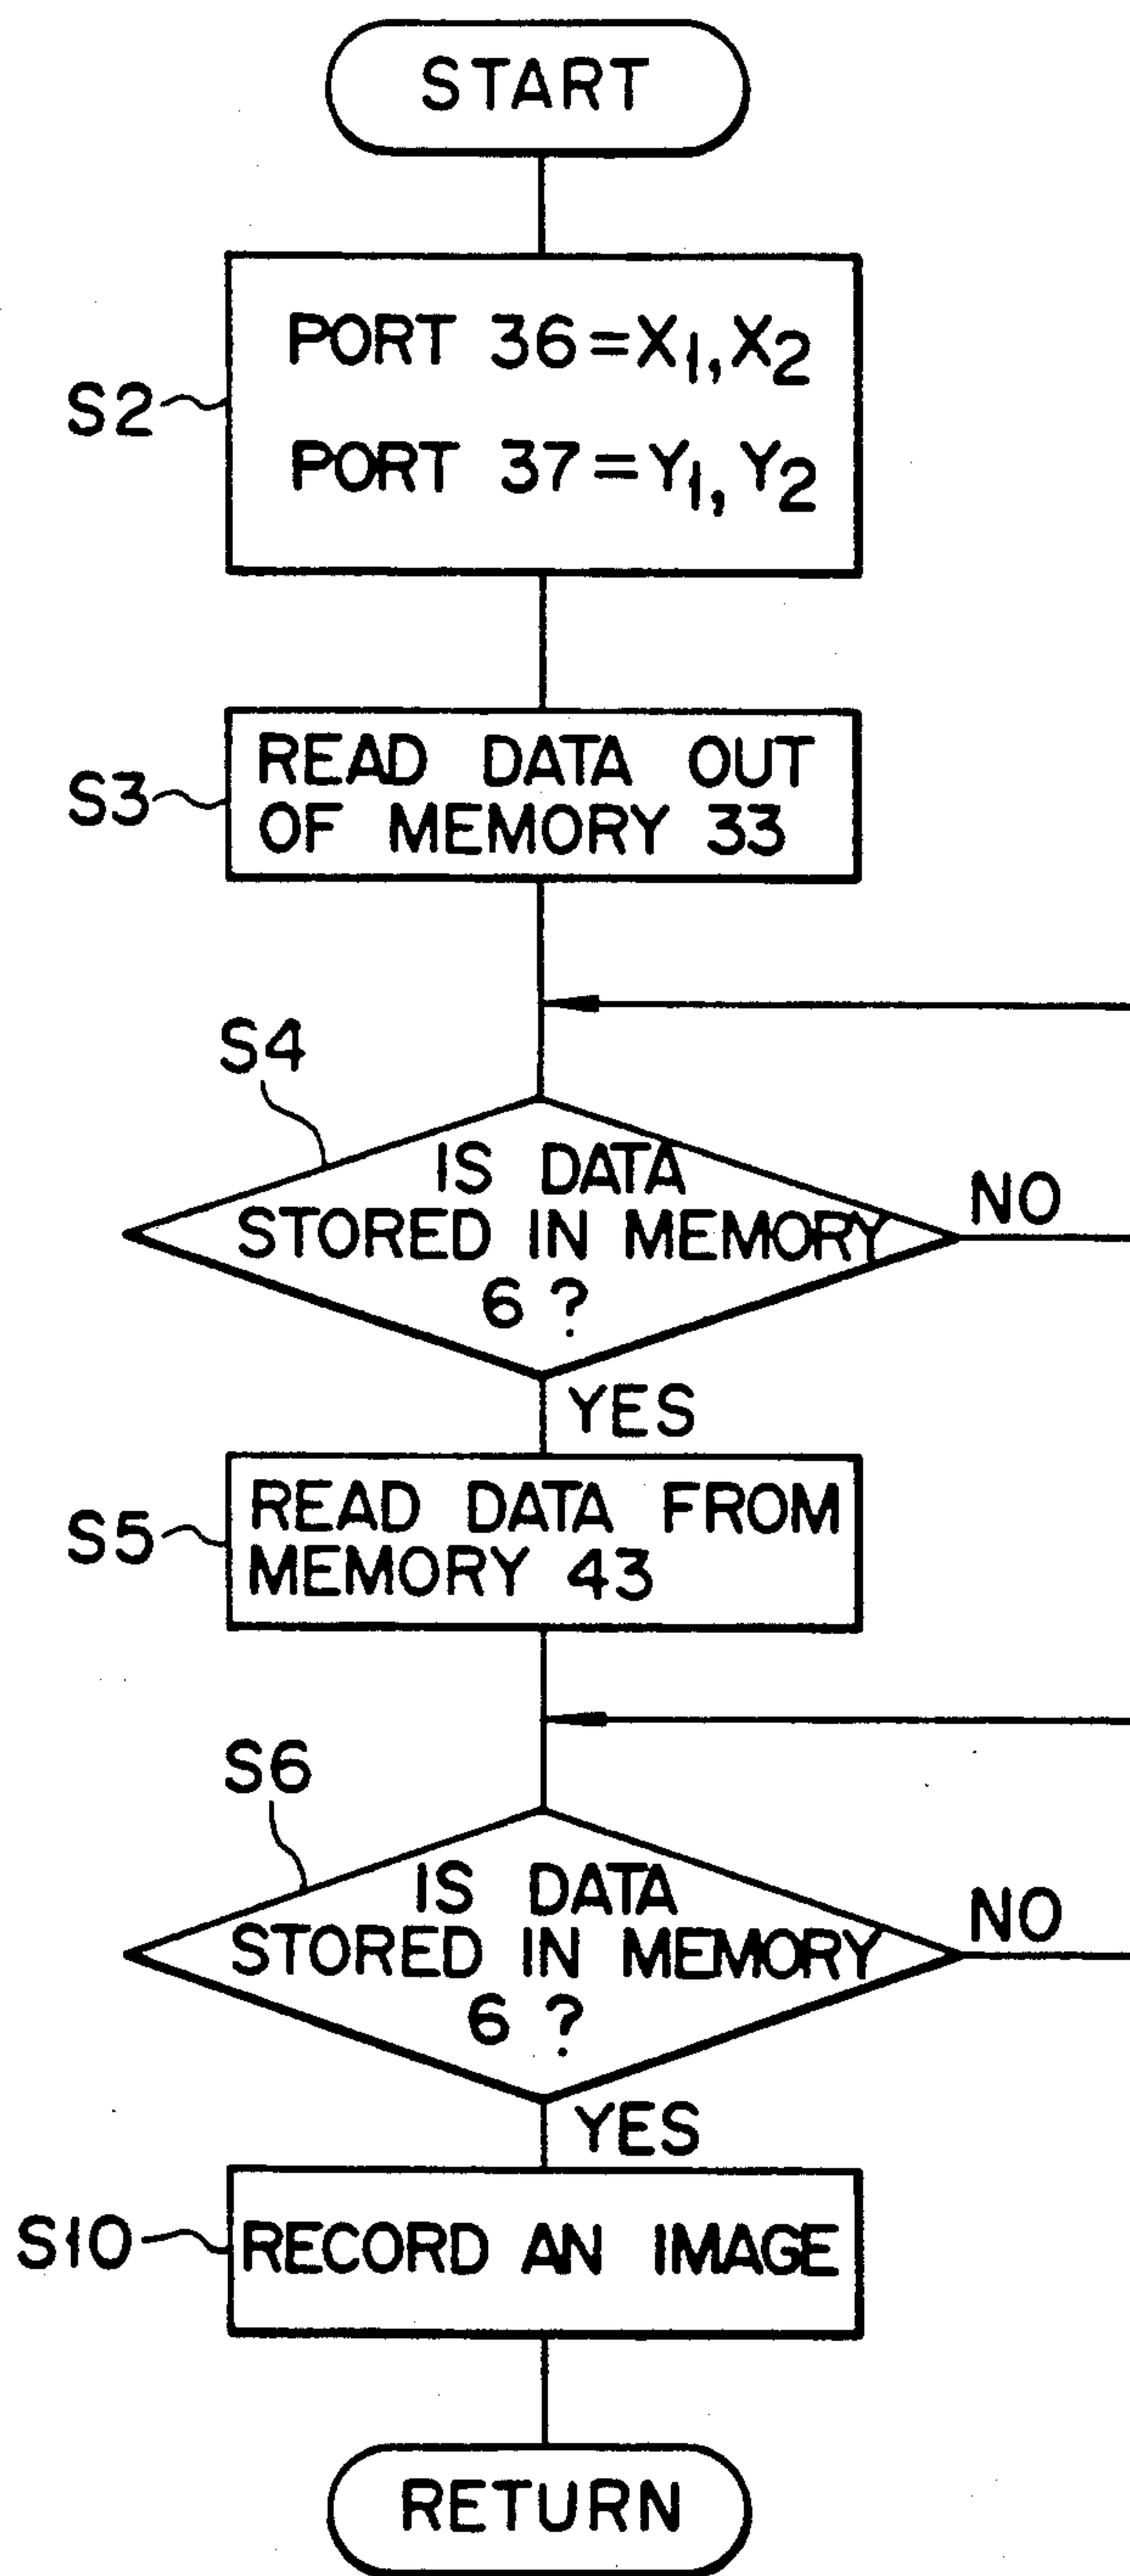 START
S2
PORT 36=X₁,X₂
PORT 37=Y₁,Y₂
S3
READ DATA OUT
OF MEMORY 33
S4
IS DATA
STORED IN MEMORY
6 ?
NO
YES
S5
READ DATA FROM
MEMORY 43
S6
IS DATA
STORED IN MEMORY
6 ?
NO
YES
S10
RECORD AN IMAGE
RETURN